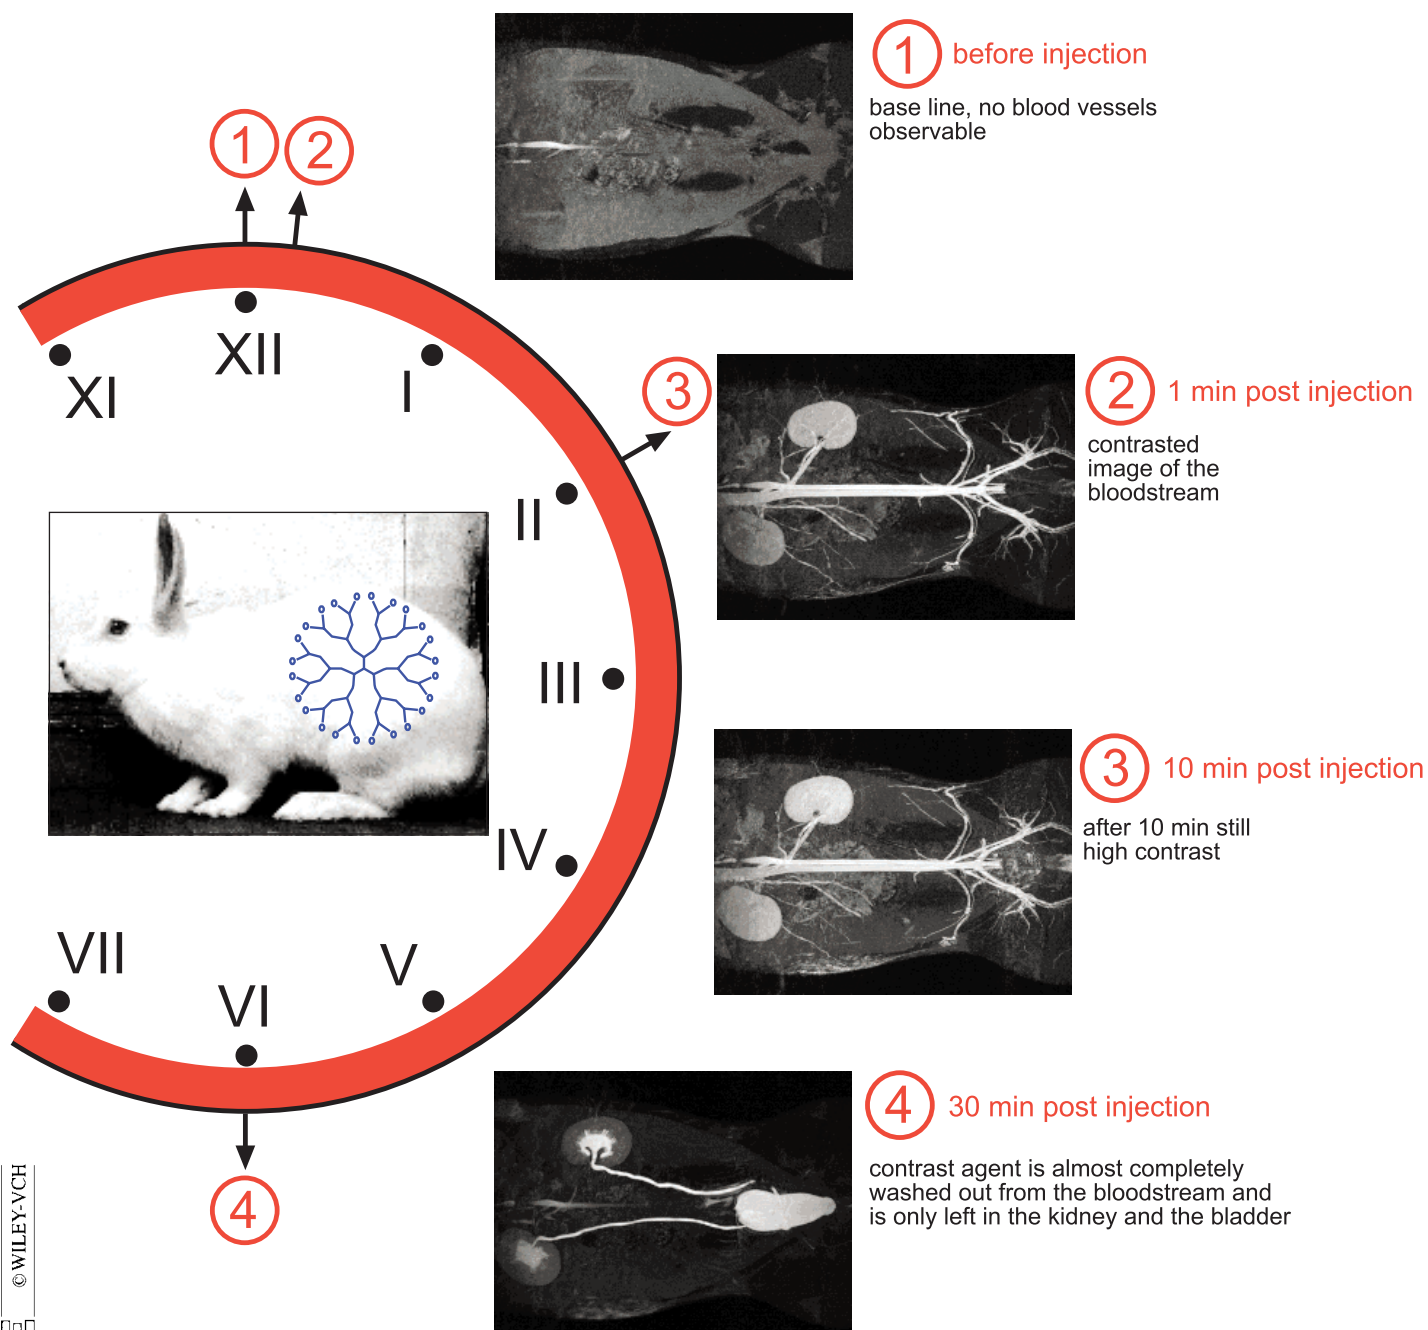 1 before injection
base line, no blood vessels
observable
1
2
XII
XI
I
3
2 1 min post injection
contrasted
image of the
bloodstream
II
III
3 10 min post injection
after 10 min still
high contrast
IV
VII
V
VI
4 30 min post injection
contrast agent is almost completely
washed out from the bloodstream and
is only left in the kidney and the bladder
4
© WILEY-VCH